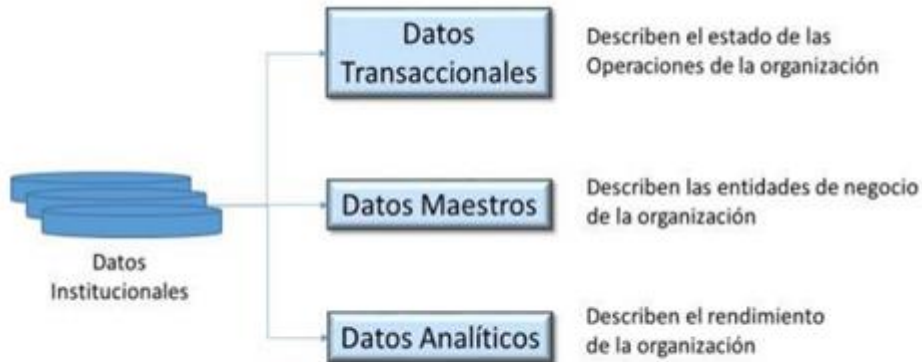 Datos
Transaccionales
Describen el estado de las
Operaciones de la organización
Datos Maestros
Describen las entidades de negocio
de la organización
Datos
Institucionales
Datos Analíticos
Describen el rendimiento
de la organización